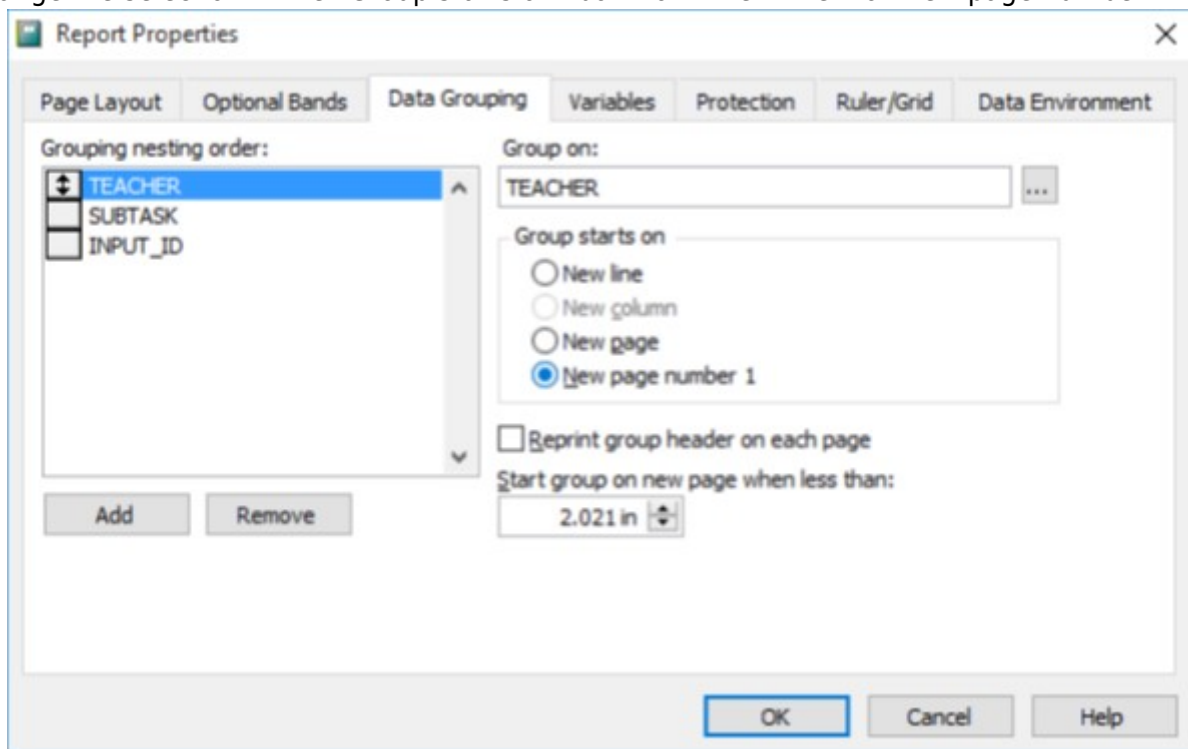 Report Properties
Page Layout Optional Bands Data Grouping Variables Protection Ruler/Grid Data Environment
Grouping nesting order:
TEACHER
SUBTASK
INPUT_ID
Add Remove
Group on:
TEACHER ...
Group starts on
New line
New column
New page
New page number 1
Reprint group header on each page
Start group on new page when less than:
2.021 in
OK Cancel Help